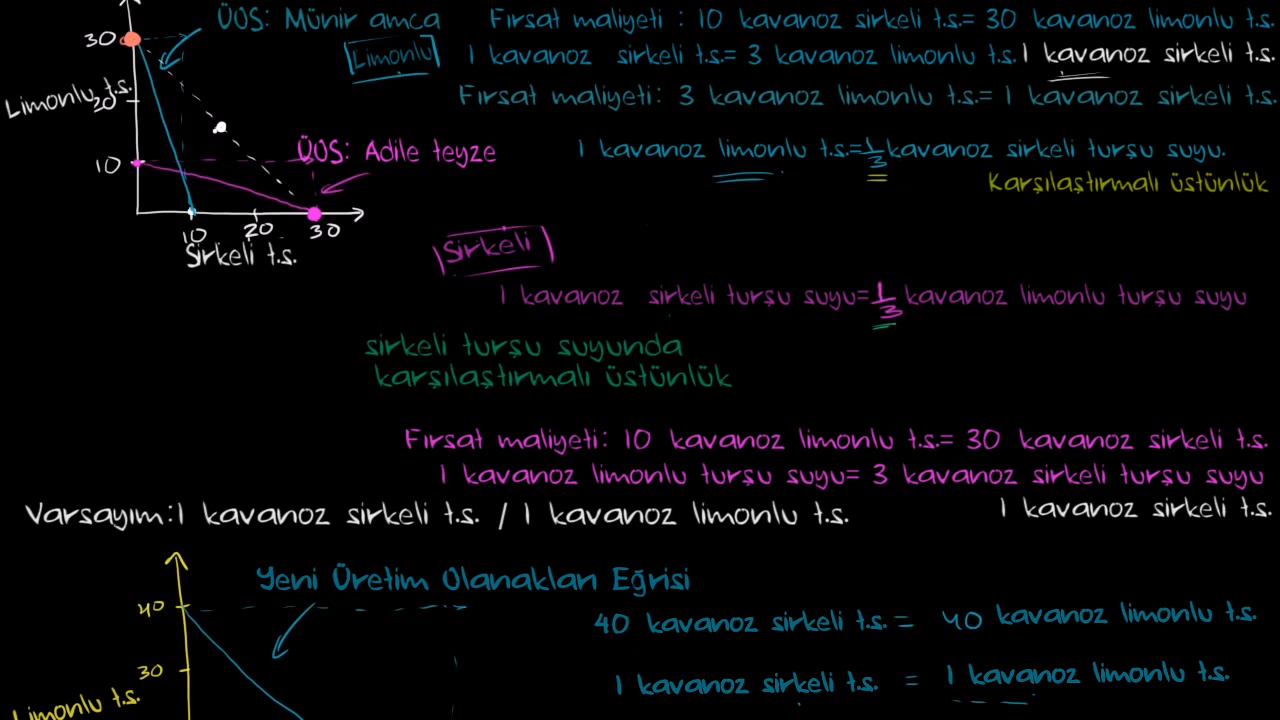 ÜOS: Münir amca
Fırsat maliyeti : 10 kavanoz sirkeli t.s.= 30 kavanoz limonlu t.s.
30
Limonlu
1 kavanoz sirkeli t.s.= 3 kavanoz limonlu t.s.
1 kavanoz sirkeli t.s.
Limonlu t.s.
20
Fırsat maliyeti: 3 kavanoz limonlu t.s.= 1 kavanoz sirkeli t.s.
10
ÜOS: Adile teyze
1 kavanoz limonlu t.s.=1/3 kavanoz sirkeli turşu suyu.
Karşılaştırmalı üstünlük
10 20 30
Sirkeli t.s.
Sirkeli
1 kavanoz sirkeli turşu suyu=1/3 kavanoz limonlu turşu suyu
sirkeli turşu suyunda
karşılaştırmalı üstünlük
Fırsat maliyeti: 10 kavanoz limonlu t.s.= 30 kavanoz sirkeli t.s.
1 kavanoz limonlu turşu suyu= 3 kavanoz sirkeli turşu suyu
Varsayım:1 kavanoz sirkeli t.s. / 1 kavanoz limonlu t.s.
1 kavanoz sirkeli t.s.
Yeni Üretim Olanakları Eğrisi
40
40 kavanoz sirkeli t.s. = 40 kavanoz limonlu t.s.
30
1 kavanoz sirkeli t.s. = 1 kavanoz limonlu t.s.
Limonlu t.s.